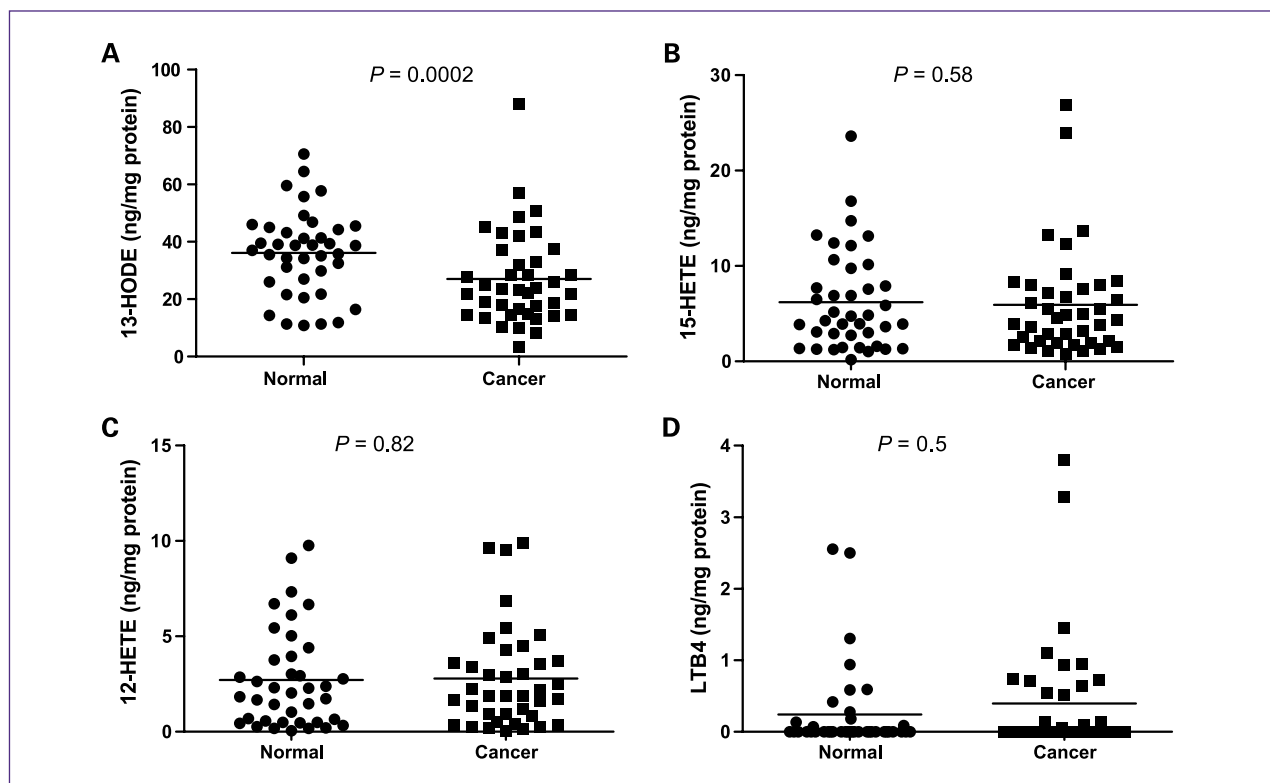 A
P = 0.0002
13-HODE (ng/mg protein)
100
80
60
40
20
0
Normal Cancer
B
P = 0.58
15-HETE (ng/mg protein)
30
20
10
0
Normal Cancer
C
P = 0.82
12-HETE (ng/mg protein)
15
10
5
0
Normal Cancer
D
P = 0.5
LTB4 (ng/mg protein)
4
3
2
1
0
Normal Cancer